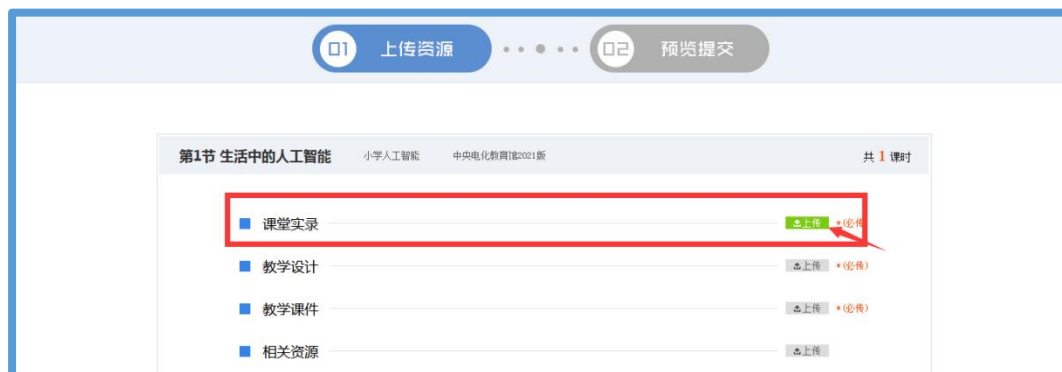 01 上传资源 02 预览提交
第1节 生活中的人工智能 小学人工智能 中央电化教育馆2021版 共 1 课时
课堂实录 上传 *(必传
教学设计 上传 *(必传)
教学课件 上传 *(必传)
相关资源 上传